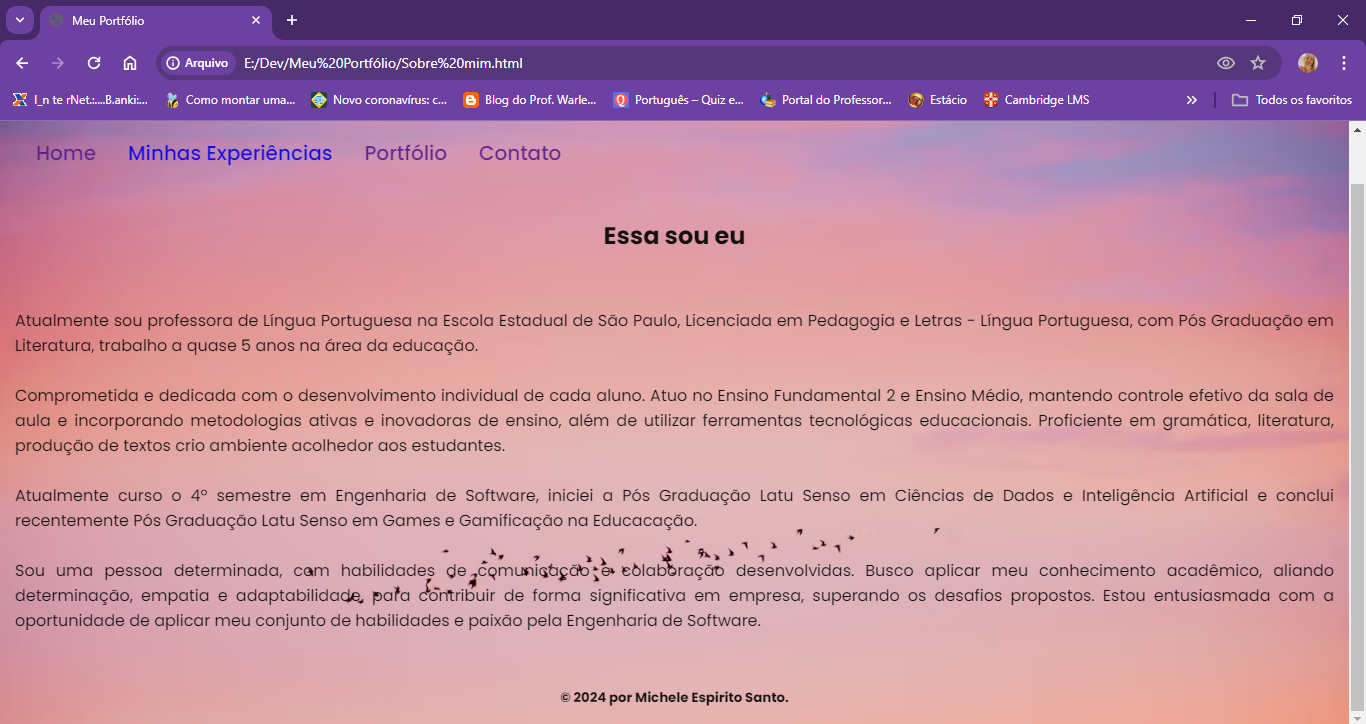 Meu Portfólio
Arquivo E:/Dev/Meu%20Portfólio/Sobre%20mim.html
I_n te rNet.:....B.anki:... Como montar uma... Novo coronavírus: c... Blog do Prof. Warle... Português – Quiz e... Portal do Professor... Estácio Cambridge LMS Todos os favoritos
Home Minhas Experiências Portfólio Contato
Essa sou eu
Atualmente sou professora de Língua Portuguesa na Escola Estadual de São Paulo, Licenciada em Pedagogia e Letras - Língua Portuguesa, com Pós Graduação em
Literatura, trabalho a quase 5 anos na área da educação.
Comprometida e dedicada com o desenvolvimento individual de cada aluno. Atuo no Ensino Fundamental 2 e Ensino Médio, mantendo controle efetivo da sala de
aula e incorporando metodologias ativas e inovadoras de ensino, além de utilizar ferramentas tecnológicas educacionais. Proficiente em gramática, literatura,
produção de textos crio ambiente acolhedor aos estudantes.
Atualmente curso o 4º semestre em Engenharia de Software, iniciei a Pós Graduação Latu Senso em Ciências de Dados e Inteligência Artificial e conclui
recentemente Pós Graduação Latu Senso em Games e Gamificação na Educacação.
Sou uma pessoa determinada, com habilidades de comunicação e colaboração desenvolvidas. Busco aplicar meu conhecimento acadêmico, aliando
determinação, empatia e adaptabilidade para contribuir de forma significativa em empresa, superando os desafios propostos. Estou entusiasmada com a
oportunidade de aplicar meu conjunto de habilidades e paixão pela Engenharia de Software.
© 2024 por Michele Espirito Santo.